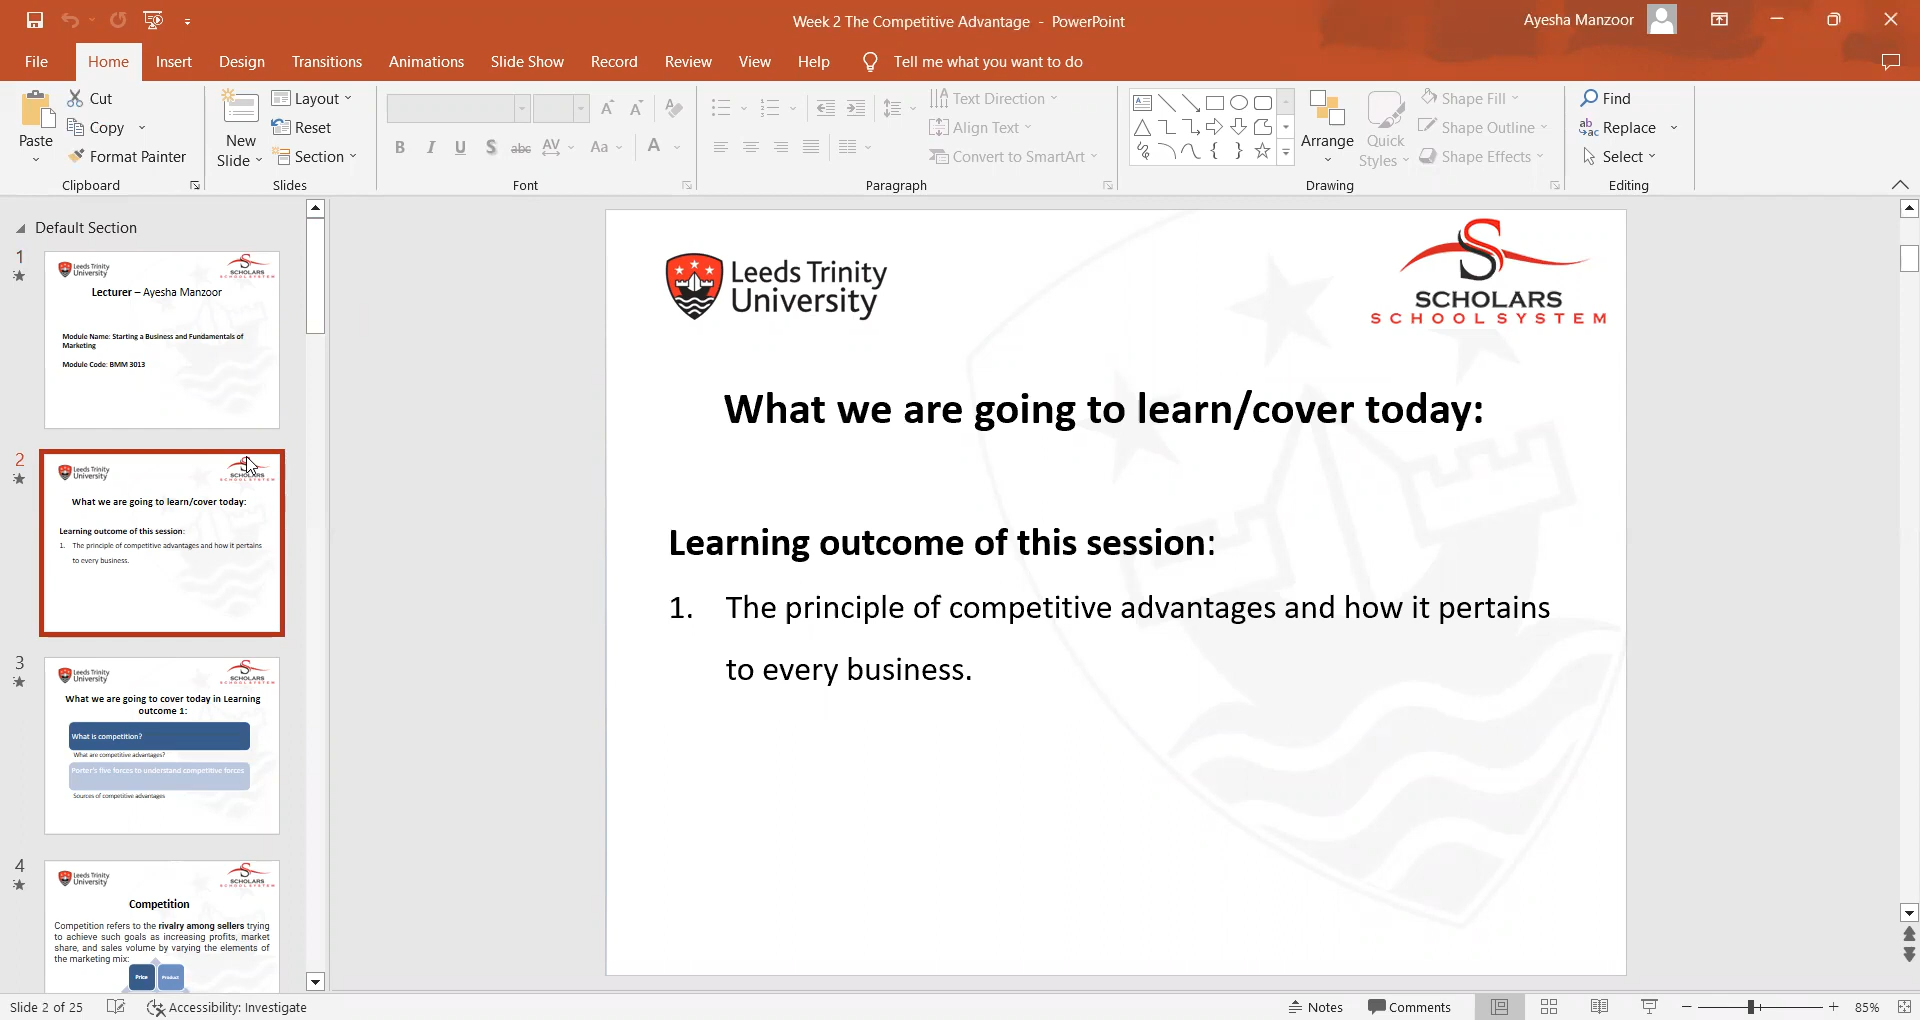 Week 2 The Competitive Advantage - PowerPoint
Ayesha Manzoor
File Home Insert Design Transitions Animations Slide Show Record Review View Help Tell me what you want to do
Paste
Cut
Copy
Format Painter
Clipboard
New
Slide
Layout
Reset
Section
Slides
B I U S abc AV Aa A
Font
Text Direction
Align Text
Convert to SmartArt
Paragraph
Arrange
Quick
Styles
Shape Fill
Shape Outline
Shape Effects
Drawing
Find
Replace
Select
Editing
Default Section
1
Leeds Trinity
University
SCHOLARS
SCHOOL SYSTEM
Lecturer – Ayesha Manzoor
Module Name: Starting a Business and Fundamentals of
Marketing
Module Code: BMM 3013
2
Leeds Trinity
University
SCHOLARS
SCHOOL SYSTEM
What we are going to learn/cover today:
Learning outcome of this session:
1. The principle of competitive advantages and how it pertains
to every business.
3
Leeds Trinity
University
SCHOLARS
SCHOOL SYSTEM
What we are going to cover today in Learning
outcome 1:
What is competition?
What are competitive advantages?
Porter's five forces to understand competitive forces
Sources of competitive advantages
4
Leeds Trinity
University
SCHOLARS
SCHOOL SYSTEM
Competition
Competition refers to the rivalry among sellers trying
to achieve such goals as increasing profits, market
share, and sales volume by varying the elements of
the marketing mix:
Price Product
Leeds Trinity
University
SCHOLARS
SCHOOL SYSTEM
What we are going to learn/cover today:
Learning outcome of this session:
1. The principle of competitive advantages and how it pertains
to every business.
Slide 2 of 25
Accessibility: Investigate
Notes
Comments
85%